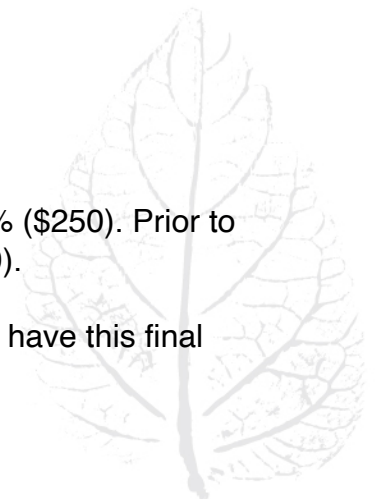 % ($250). Prior to
).
have this final